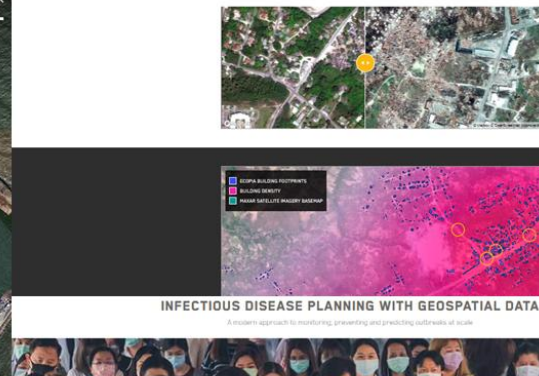 ECOPIA BUILDING FOOTPRINTS
BUILDING DENSITY
MAXAR SATELLITE IMAGERY BASEMAP
INFECTIOUS DISEASE PLANNING WITH GEOSPATIAL DATA
A modern approach to monitoring, preventing and predicting outbreaks at scale